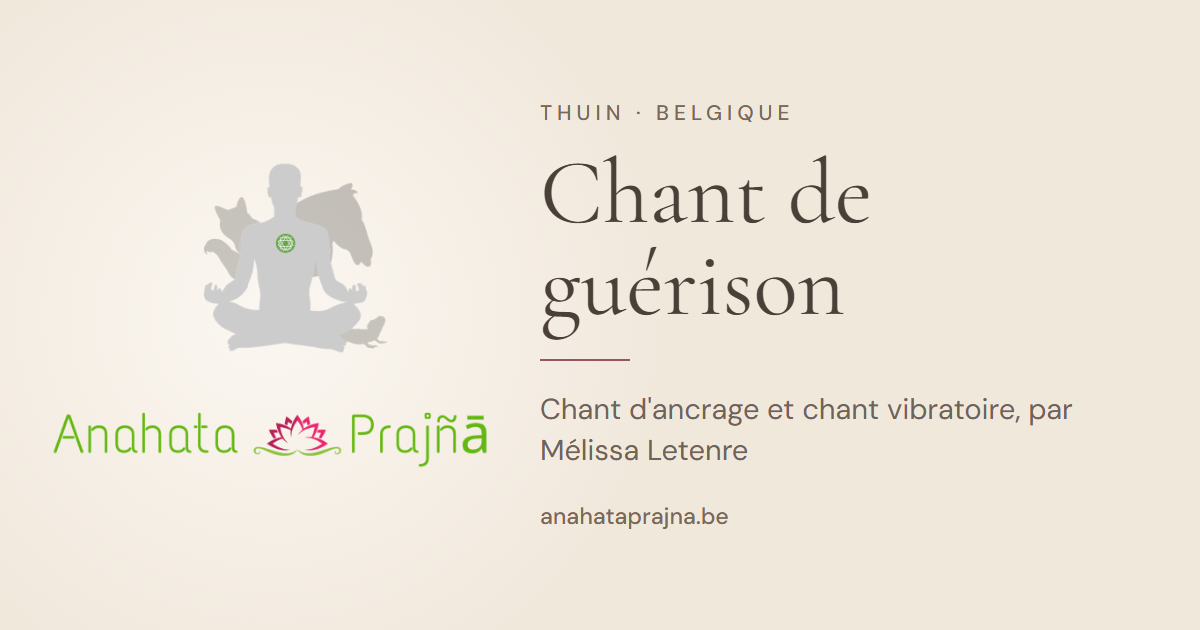 THUIN · BELGIQUE
Chant de
guérison
Chant d'ancrage et chant vibratoire, par
Mélissa Letenre
anahataprajna.be
Anahata Prajñā